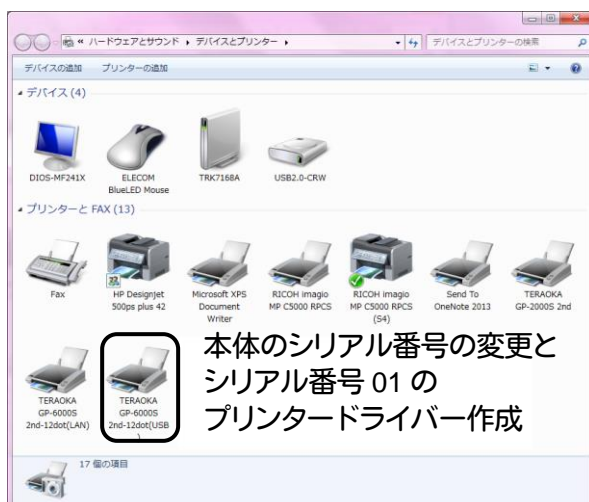 « ハードウェアとサウンド ▸ デバイスとプリンター ▸
デバイスとプリンターの検索
デバイスの追加 プリンターの追加
デバイス (4)
DIOS-MF241X
ELECOM
BlueLED Mouse
TRK7168A
USB2.0-CRW
プリンターと FAX (13)
Fax
HP Designjet
500ps plus 42
Microsoft XPS
Document
Writer
RICOH imagio
MP C5000 RPCS
RICOH imagio
MP C5000 RPCS
(S4)
Send To
OneNote 2013
TERAOKA
GP-2000S 2nd
TERAOKA
GP-6000S
2nd-12dot(LAN)
TERAOKA
GP-6000S
2nd-12dot(USB
)
本体のシリアル番号の変更と
シリアル番号 01 の
プリンタードライバー作成
17 個の項目